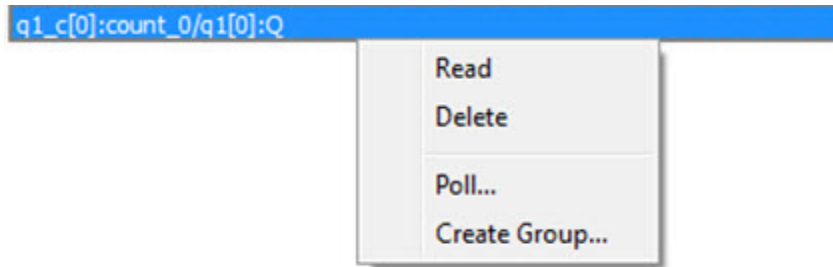 q1_c[0]:count_0/q1[0]:Q
Read
Delete
Poll...
Create Group...